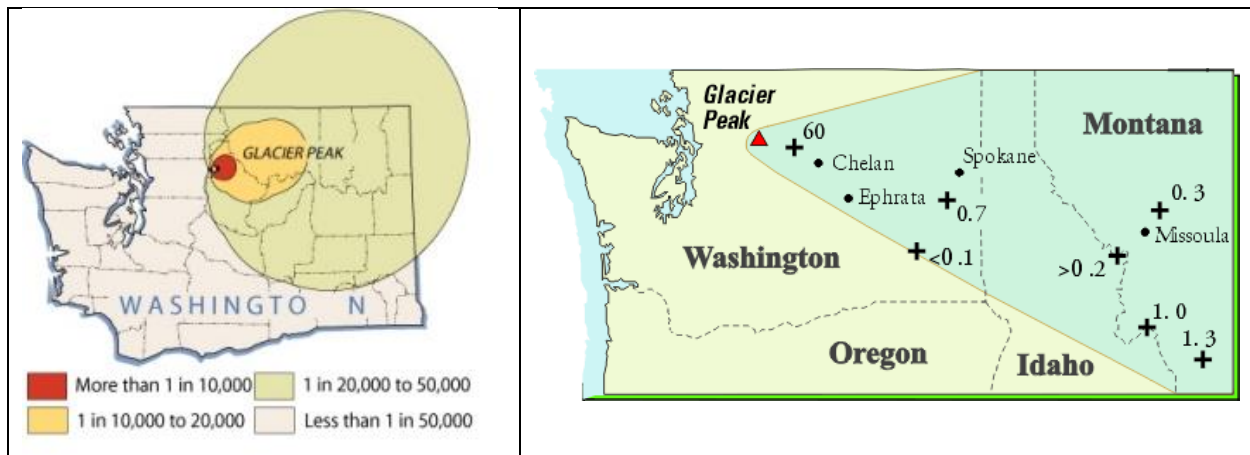 GLACIER PEAK
WASHINGTO N
More than 1 in 10,000
1 in 20,000 to 50,000
1 in 10,000 to 20,000
Less than 1 in 50,000
Glacier
Peak
60
Montana
Chelan
Spokane
Ephrata
0.7
0.3
Missoula
Washington
<0.1
>0.2
1.0
1.3
Oregon
Idaho